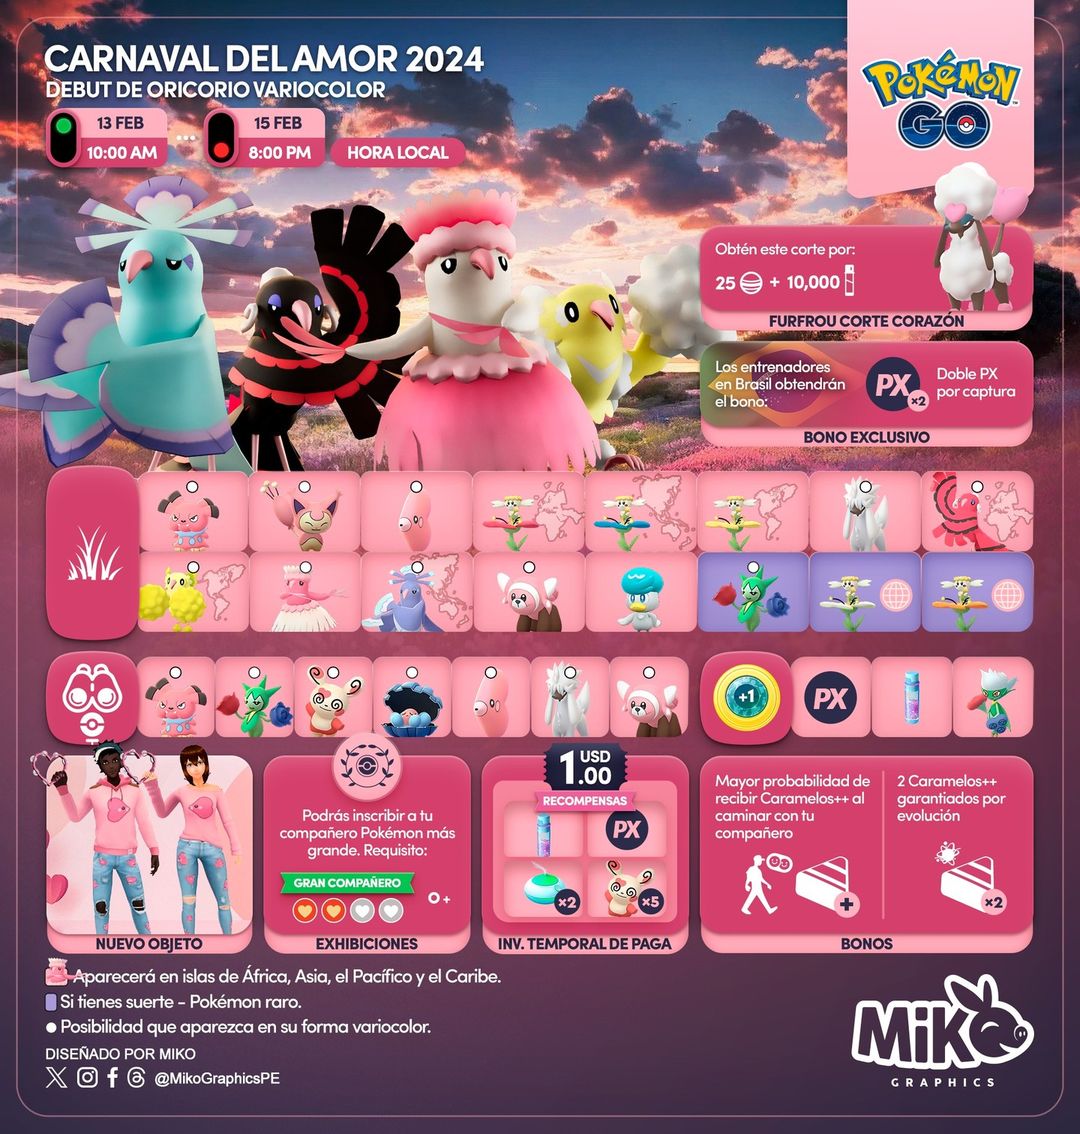 CARNAVAL DEL AMOR 2024
DEBUT DE ORICORIO VARIOCOLOR
13 FEB
10:00 AM
15 FEB
8:00 PM
HORA LOCAL
POKéMON
GO
Obtén este corte por:
25 + 10,000
FURFROU CORTE CORAZÓN
Los entrenadores
en Brasil obtendrán
el bono:
PX
×2
Doble PX
por captura
BONO EXCLUSIVO
+1
PX
NUEVO OBJETO
Podrás inscribir a tu
compañero Pokémon más
grande. Requisito:
GRAN COMPAÑERO
O+
EXHIBICIONES
1 USD
.00
RECOMPENSAS
PX
×2
×5
INV. TEMPORAL DE PAGA
Mayor probabilidad de
recibir Caramelos++ al
caminar con tu
compañero
+
2 Caramelos++
garantizados por
evolución
×2
BONOS
Aparecerá en islas de África, Asia, el Pacífico y el Caribe.
Si tienes suerte - Pokémon raro.
Posibilidad que aparezca en su forma variocolor.
DISEÑADO POR MIKO
@MikoGraphicsPE
MiKO
GRAPHICS